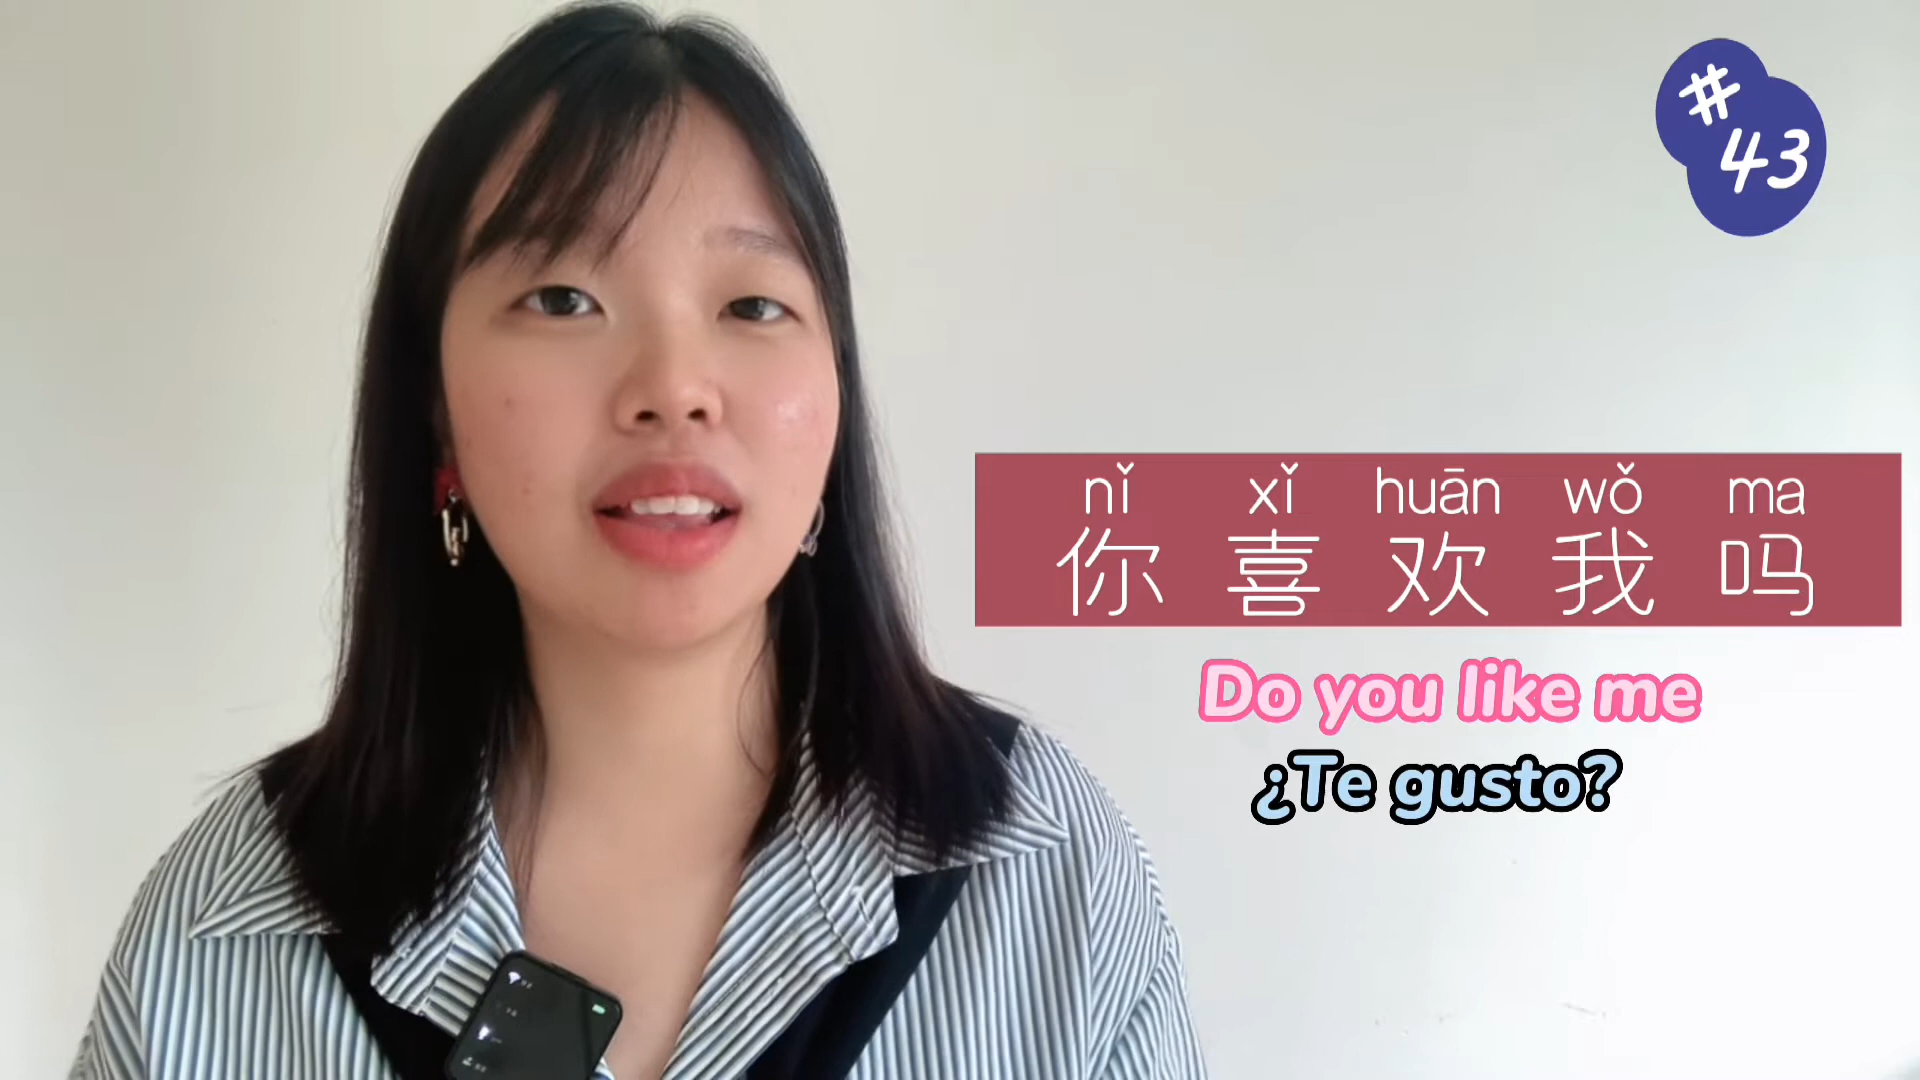 #
43
nǐ xǐ huān wǒ ma
你喜欢我吗
Do you like me
¿Te gusto?